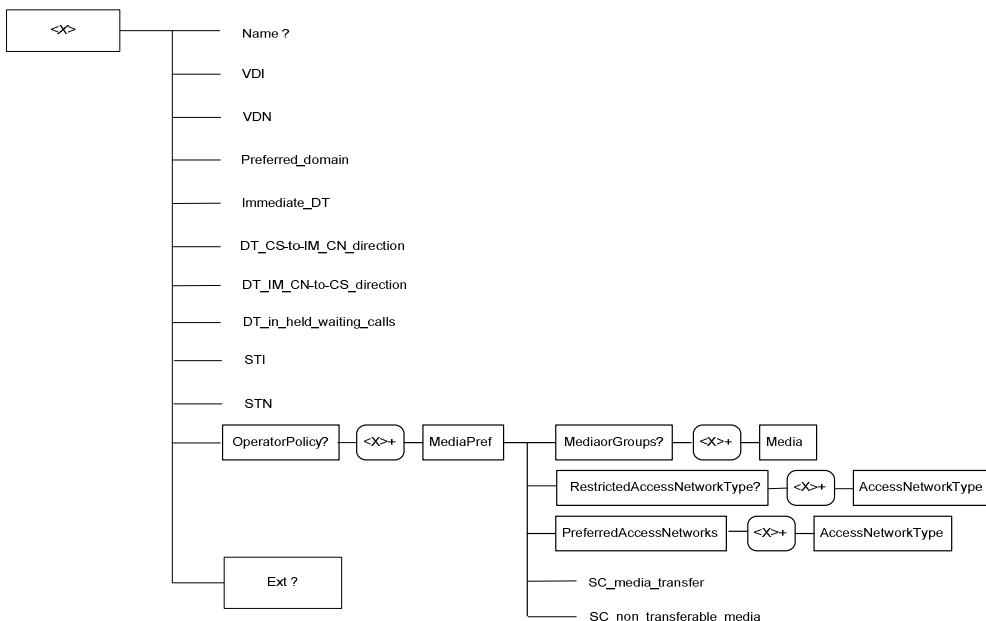 <X>
Name ?
VDI
VDN
Preferred_domain
Immediate_DT
DT_CS-to-IM_CN_direction
DT_IM_CN-to-CS_direction
DT_in_held_waiting_calls
STI
STN
OperatorPolicy? <X>+ MediaPref MediaorGroups? <X>+ Media
RestrictedAccessNetworkType? <X>+ AccessNetworkType
PreferredAccessNetworks <X>+ AccessNetworkType
Ext ?
SC_media_transfer
SC_non_transferable_media